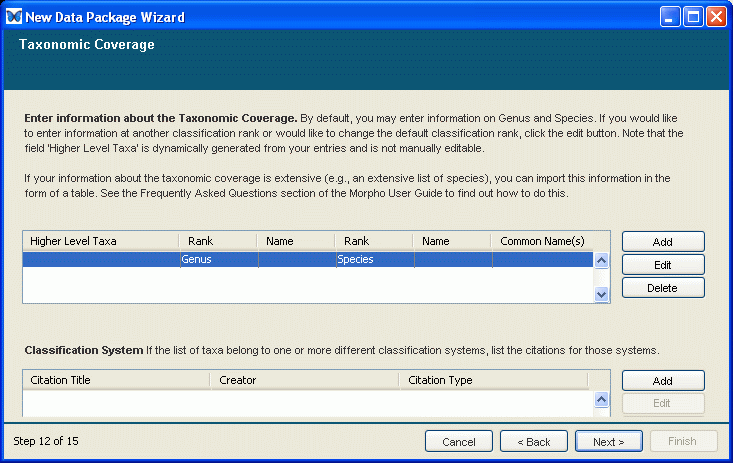 New Data Package Wizard
Taxonomic Coverage
Enter information about the Taxonomic Coverage. By default, you may enter information on Genus and Species. If you would like
to enter information at another classification rank or would like to change the default classification rank, click the edit button. Note that the
field 'Higher Level Taxa' is dynamically generated from your entries and is not manually editable.
If your information about the taxonomic coverage is extensive (e.g., an extensive list of species), you can import this information in the
form of a table. See the Frequently Asked Questions section of the Morpho User Guide to find out how to do this.
Higher Level Taxa Rank Name Rank Name Common Name(s) Add
Genus Species Edit
Delete
Classification System If the list of taxa belong to one or more different classification systems, list the citations for those systems.
Citation Title Creator Citation Type Add
Edit
Step 12 of 15 Cancel < Back Next > Finish